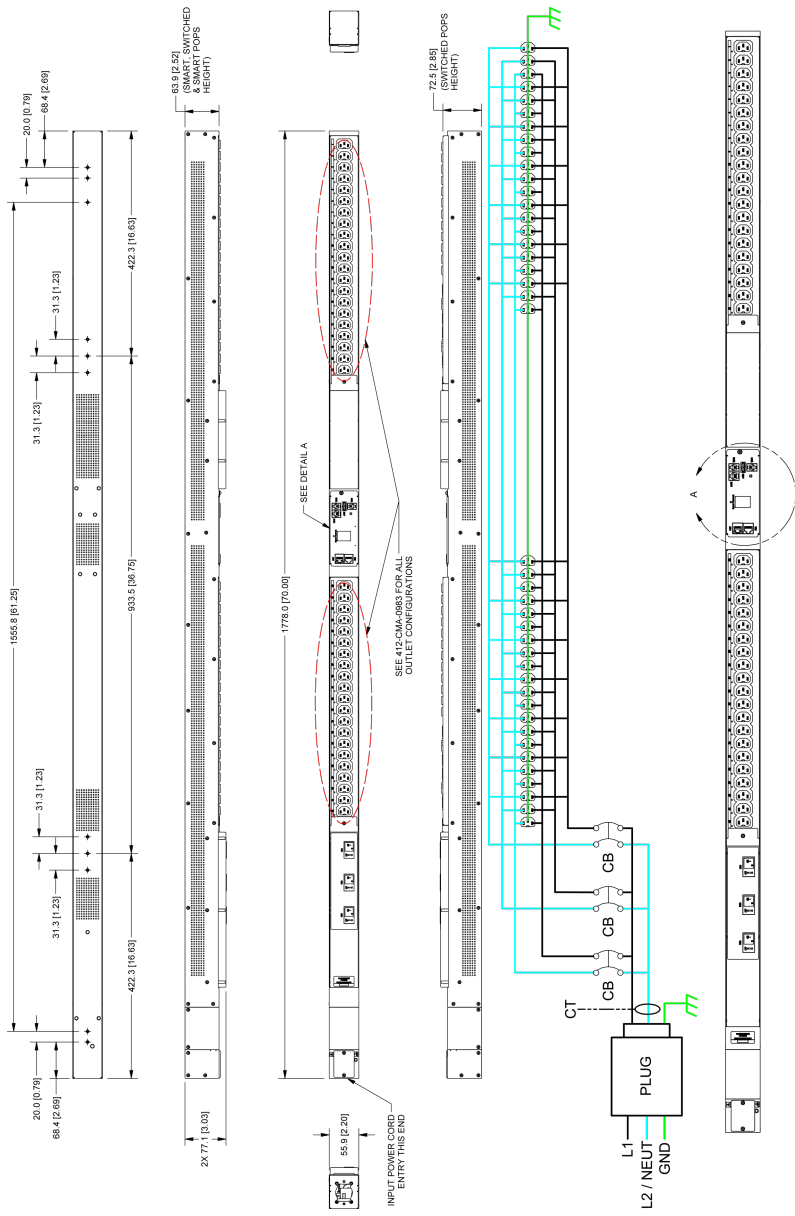 20.0 [0.79]
68.4 [2.69]
1555.8 [61.25]
31.3 [1.23]
31.3 [1.23]
422.3 [16.63]
933.5 [36.75]
31.3 [1.23]
31.3 [1.23]
422.3 [16.63]
20.0 [0.79]
68.4 [2.69]
63.9 [2.52]
(SMART, SWITCHED
& SMART POPS
HEIGHT)
2X 77.1 [3.03]
1778.0 [70.00]
SEE DETAIL A
SEE 412-CMA-0983 FOR ALL
OUTLET CONFIGURATIONS
55.9 [2.20]
INPUT POWER CORD
ENTRY THIS END
72.5 [2.85]
(SWITCHED POPS
HEIGHT)
CB
CB
CB
CT
PLUG
L1
L2 / NEUT
GND
A